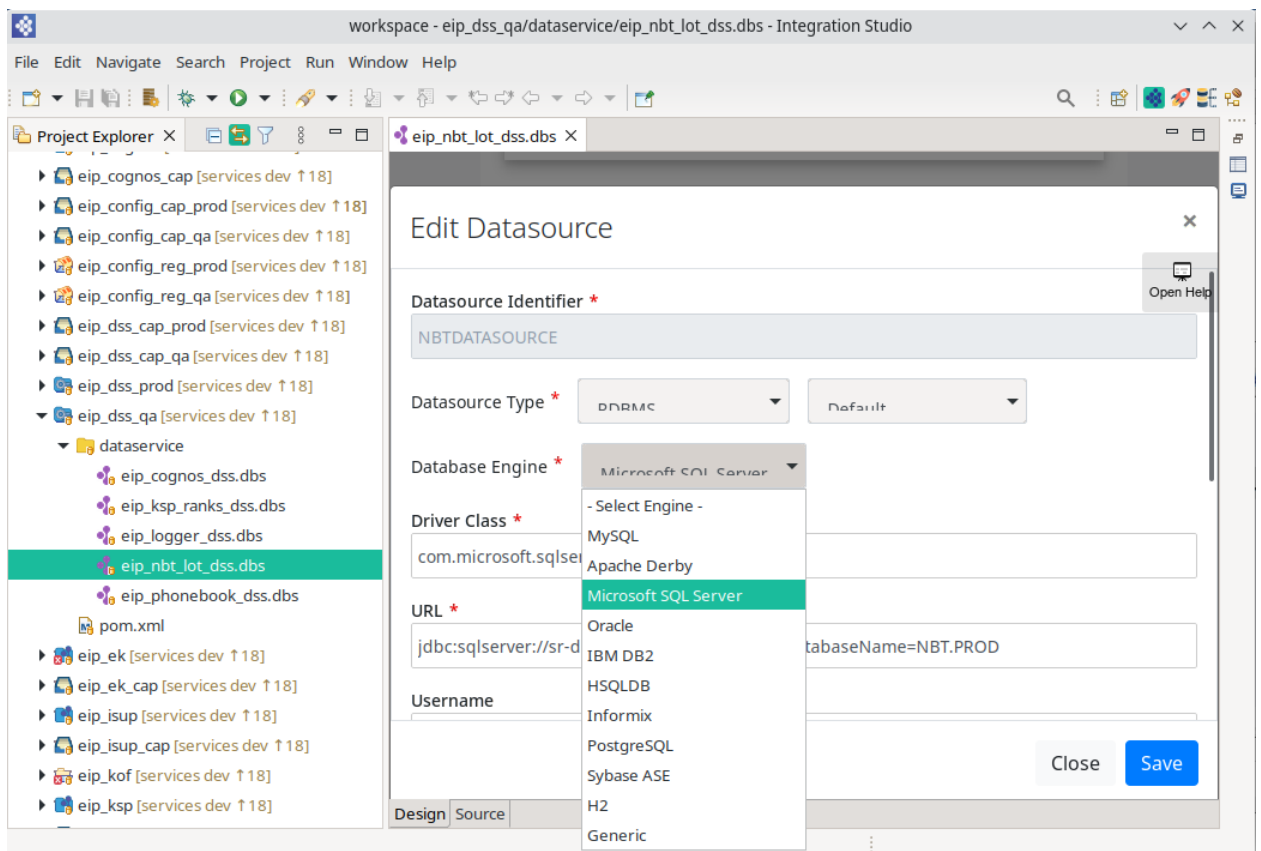 workspace - eip_dss_qa/dataservice/eip_nbt_lot_dss.dbs - Integration Studio
File Edit Navigate Search Project Run Window Help
Project Explorer
eip_cognos_cap [services dev ↑18]
eip_config_cap_prod [services dev ↑18]
eip_config_cap_qa [services dev ↑18]
eip_config_reg_prod [services dev ↑18]
eip_config_reg_qa [services dev ↑18]
eip_dss_cap_prod [services dev ↑18]
eip_dss_cap_qa [services dev ↑18]
eip_dss_prod [services dev ↑18]
eip_dss_qa [services dev ↑18]
dataservice
eip_cognos_dss.dbs
eip_ksp_ranks_dss.dbs
eip_logger_dss.dbs
eip_nbt_lot_dss.dbs
eip_phonebook_dss.dbs
pom.xml
eip_ek [services dev ↑18]
eip_ek_cap [services dev ↑18]
eip_isup [services dev ↑18]
eip_isup_cap [services dev ↑18]
eip_kof [services dev ↑18]
eip_ksp [services dev ↑18]
eip_nbt_lot_dss.dbs
Edit Datasource
Open Help
Datasource Identifier *
NBTDATASOURCE
Datasource Type * RDBMS Default
Database Engine * Microsoft SQL Server
- Select Engine -
MySQL
Apache Derby
Microsoft SQL Server
Oracle
IBM DB2
HSQLDB
Informix
PostgreSQL
Sybase ASE
H2
Generic
Driver Class *
com.microsoft.sqlser
URL *
jdbc:sqlserver://sr-d tabaseName=NBT.PROD
Username
Close Save
Design Source